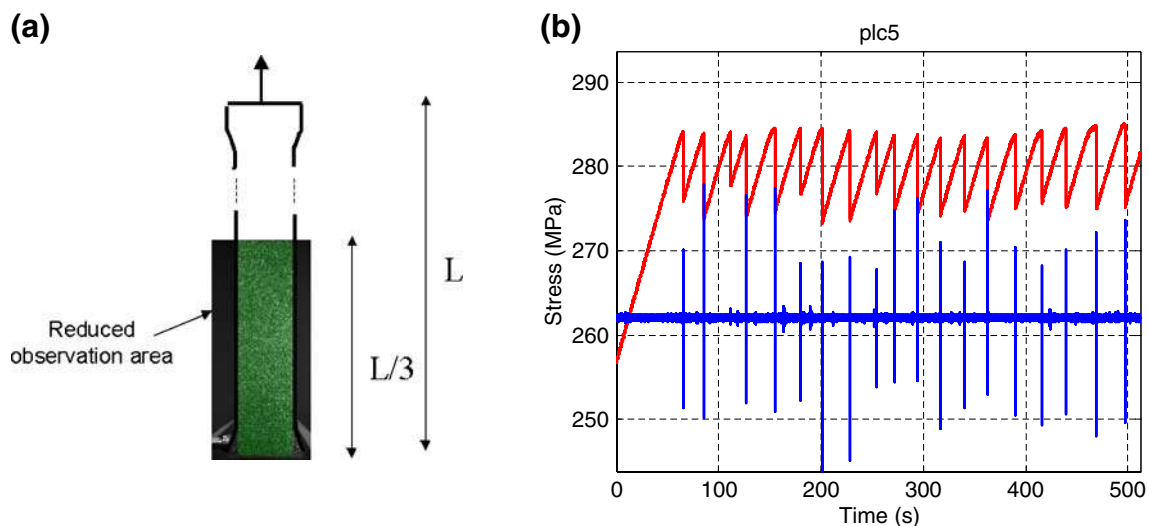 (a)
Reduced
observation area
L/3
L
(b)
plc5
Stress (MPa)
290
280
270
260
250
0 100 200 300 400 500
Time (s)